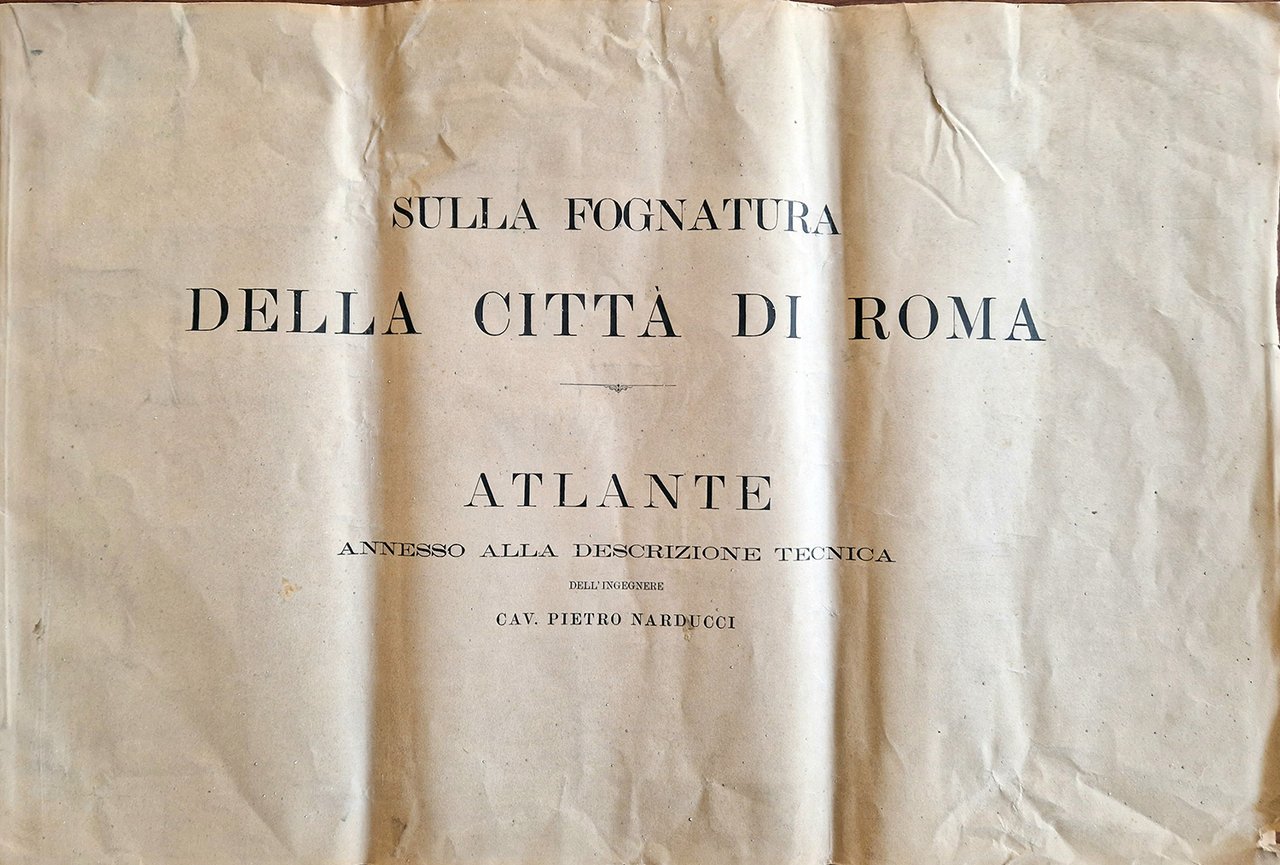 SULLA FOGNATURA
DELLA CITTÀ DI ROMA
ATLANTE
ANNESSO ALLA DESCRIZIONE TECNICA
DELL'INGEGNERE
CAV. PIETRO NARDUCCI